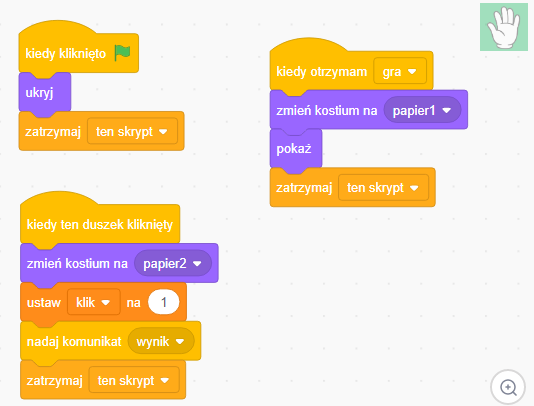 kiedy kliknięto
ukryj
zatrzymaj ten skrypt
kiedy otrzymam gra
zmień kostium na papier1
pokaż
zatrzymaj ten skrypt
kiedy ten duszek kliknięty
zmień kostium na papier2
ustaw klik na 1
nadaj komunikat wynik
zatrzymaj ten skrypt